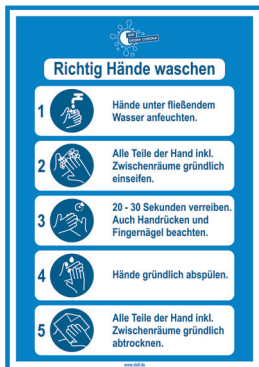 Richtig Hände waschen
1
Hände unter fließendem
Wasser anfeuchten.
2
Alle Teile der Hand inkl.
Zwischenräume gründlich
einseifen.
3
20 - 30 Sekunden verreiben.
Auch Handrücken und
Fingernägel beachten.
4
Hände gründlich abspülen.
5
Alle Teile der Hand inkl.
Zwischenräume gründlich
abtrocknen.